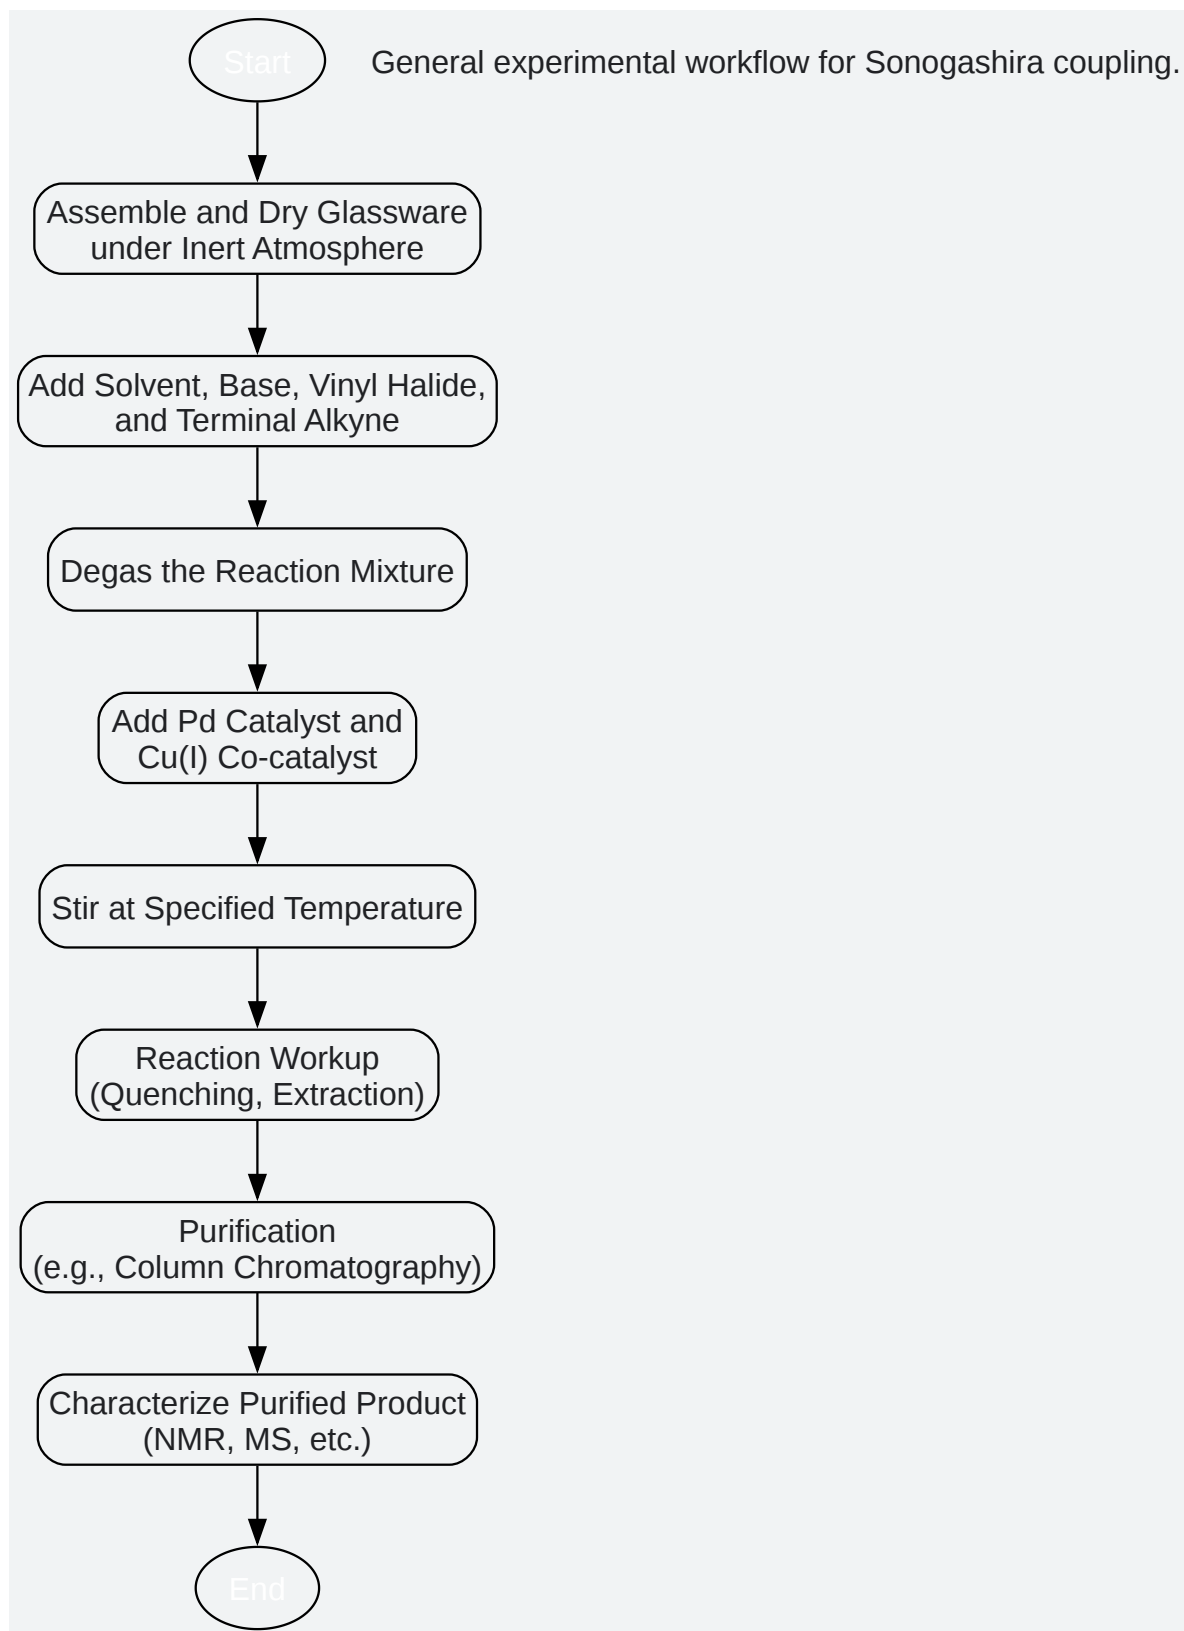 Start
General experimental workflow for Sonogashira coupling.
Assemble and Dry Glassware
under Inert Atmosphere
Add Solvent, Base, Vinyl Halide,
and Terminal Alkyne
Degas the Reaction Mixture
Add Pd Catalyst and
Cu(I) Co-catalyst
Stir at Specified Temperature
Reaction Workup
(Quenching, Extraction)
Purification
(e.g., Column Chromatography)
Characterize Purified Product
(NMR, MS, etc.)
End